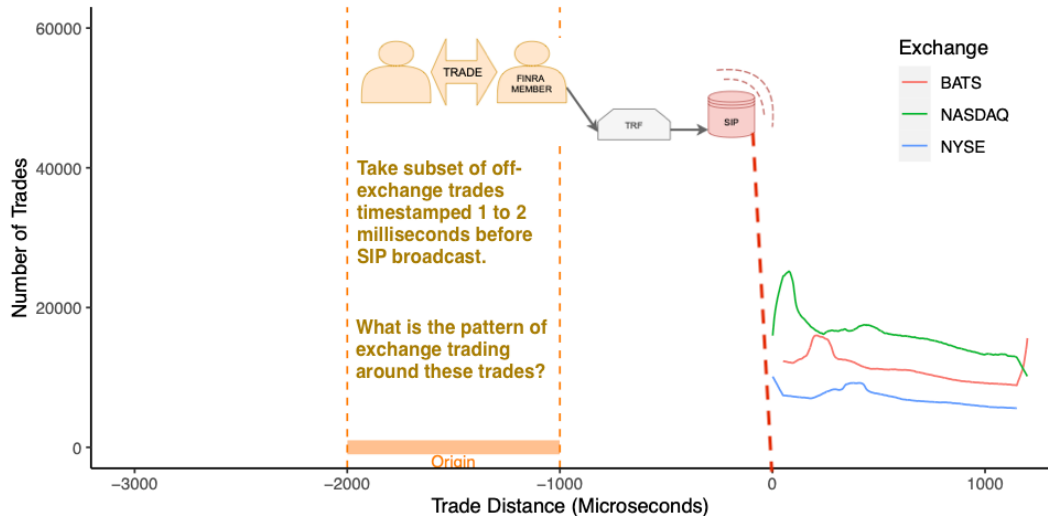 60000
40000
20000
0
Number of Trades
TRADE
FINRA
MEMBER
TRF
SIP
Exchange
BATS
NASDAQ
NYSE
Take subset of off-
exchange trades
timestamped 1 to 2
milliseconds before
SIP broadcast.
What is the pattern of
exchange trading
around these trades?
Origin
-3000
-2000
-1000
0
1000
Trade Distance (Microseconds)